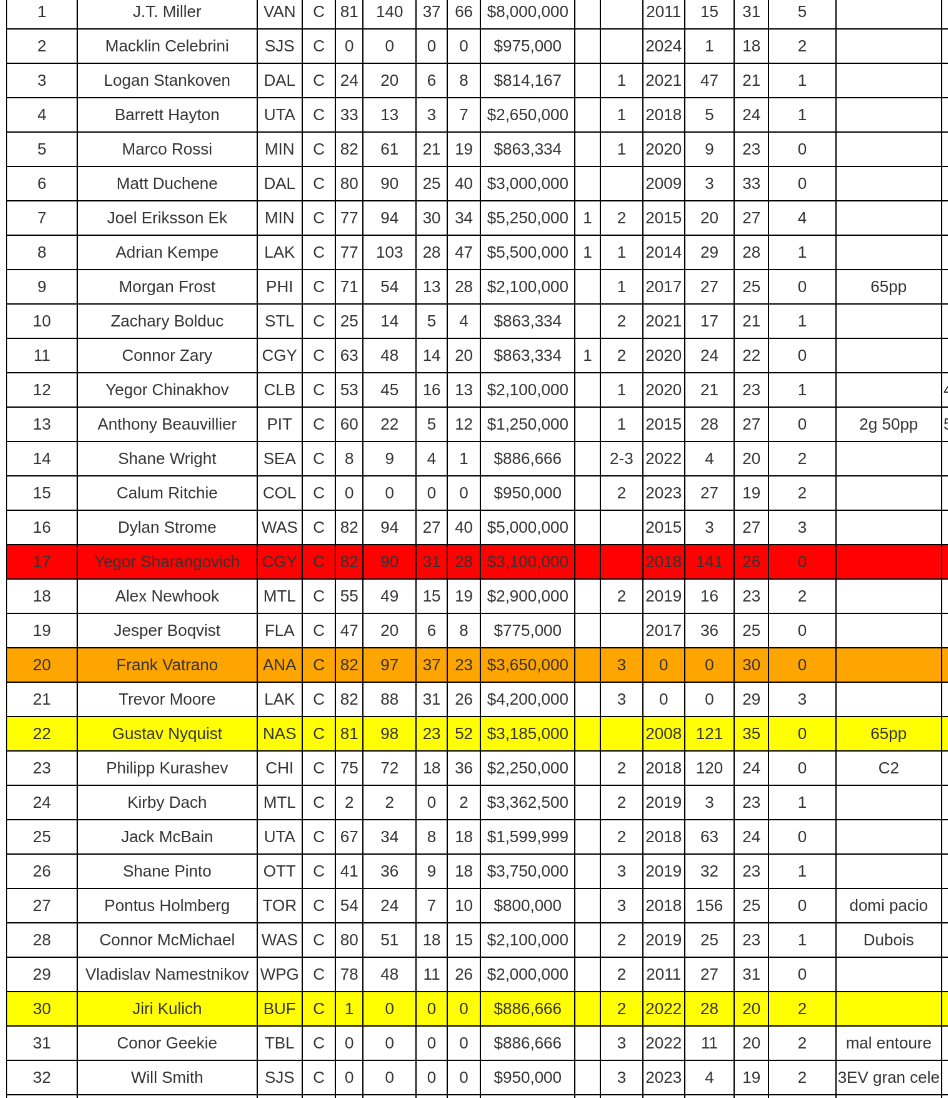 1 J.T. Miller VAN C 81 140 37 66 $8,000,000 2011 15 31 5
2 Macklin Celebrini SJS C 0 0 0 0 $975,000 2024 1 18 2
3 Logan Stankoven DAL C 24 20 6 8 $814,167 1 2021 47 21 1
4 Barrett Hayton UTA C 33 13 3 7 $2,650,000 1 2018 5 24 1
5 Marco Rossi MIN C 82 61 21 19 $863,334 1 2020 9 23 0
6 Matt Duchene DAL C 80 90 25 40 $3,000,000 2009 3 33 0
7 Joel Eriksson Ek MIN C 77 94 30 34 $5,250,000 1 2 2015 20 27 4
8 Adrian Kempe LAK C 77 103 28 47 $5,500,000 1 1 2014 29 28 1
9 Morgan Frost PHI C 71 54 13 28 $2,100,000 1 2017 27 25 0 65pp
10 Zachary Bolduc STL C 25 14 5 4 $863,334 2 2021 17 21 1
11 Connor Zary CGY C 63 48 14 20 $863,334 1 2 2020 24 22 0
12 Yegor Chinakhov CLB C 53 45 16 13 $2,100,000 1 2020 21 23 1
13 Anthony Beauvillier PIT C 60 22 5 12 $1,250,000 1 2015 28 27 0 2g 50pp
14 Shane Wright SEA C 8 9 4 1 $886,666 2-3 2022 4 20 2
15 Calum Ritchie COL C 0 0 0 0 $950,000 2 2023 27 19 2
16 Dylan Strome WAS C 82 94 27 40 $5,000,000 2015 3 27 3
17 Yegor Sharangovich CGY C 82 90 31 28 $3,100,000 2018 141 26 0
18 Alex Newhook MTL C 55 49 15 19 $2,900,000 2 2019 16 23 2
19 Jesper Boqvist FLA C 47 20 6 8 $775,000 2017 36 25 0
20 Frank Vatrano ANA C 82 97 37 23 $3,650,000 3 0 0 30 0
21 Trevor Moore LAK C 82 88 31 26 $4,200,000 3 0 0 29 3
22 Gustav Nyquist NAS C 81 98 23 52 $3,185,000 2008 121 35 0 65pp
23 Philipp Kurashev CHI C 75 72 18 36 $2,250,000 2 2018 120 24 0 C2
24 Kirby Dach MTL C 2 2 0 2 $3,362,500 2 2019 3 23 1
25 Jack McBain UTA C 67 34 8 18 $1,599,999 2 2018 63 24 0
26 Shane Pinto OTT C 41 36 9 18 $3,750,000 3 2019 32 23 1
27 Pontus Holmberg TOR C 54 24 7 10 $800,000 3 2018 156 25 0 domi pacio
28 Connor McMichael WAS C 80 51 18 15 $2,100,000 2 2019 25 23 1 Dubois
29 Vladislav Namestnikov WPG C 78 48 11 26 $2,000,000 2 2011 27 31 0
30 Jiri Kulich BUF C 1 0 0 0 $886,666 2 2022 28 20 2
31 Conor Geekie TBL C 0 0 0 0 $886,666 3 2022 11 20 2 mal entoure
32 Will Smith SJS C 0 0 0 0 $950,000 3 2023 4 19 2 3EV gran cele